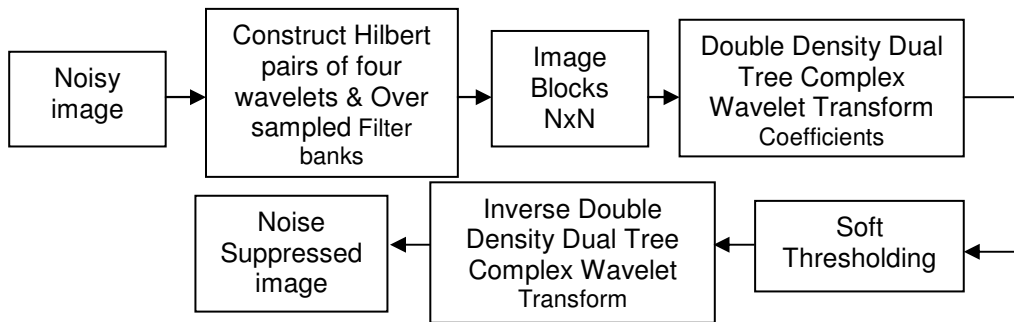 Noisy
image
Construct Hilbert
pairs of four
wavelets & Over
sampled Filter
banks
Image
Blocks
NxN
Double Density Dual
Tree Complex
Wavelet Transform
Coefficients
Soft
Thresholding
Inverse Double
Density Dual Tree
Complex Wavelet
Transform
Noise
Suppressed
image